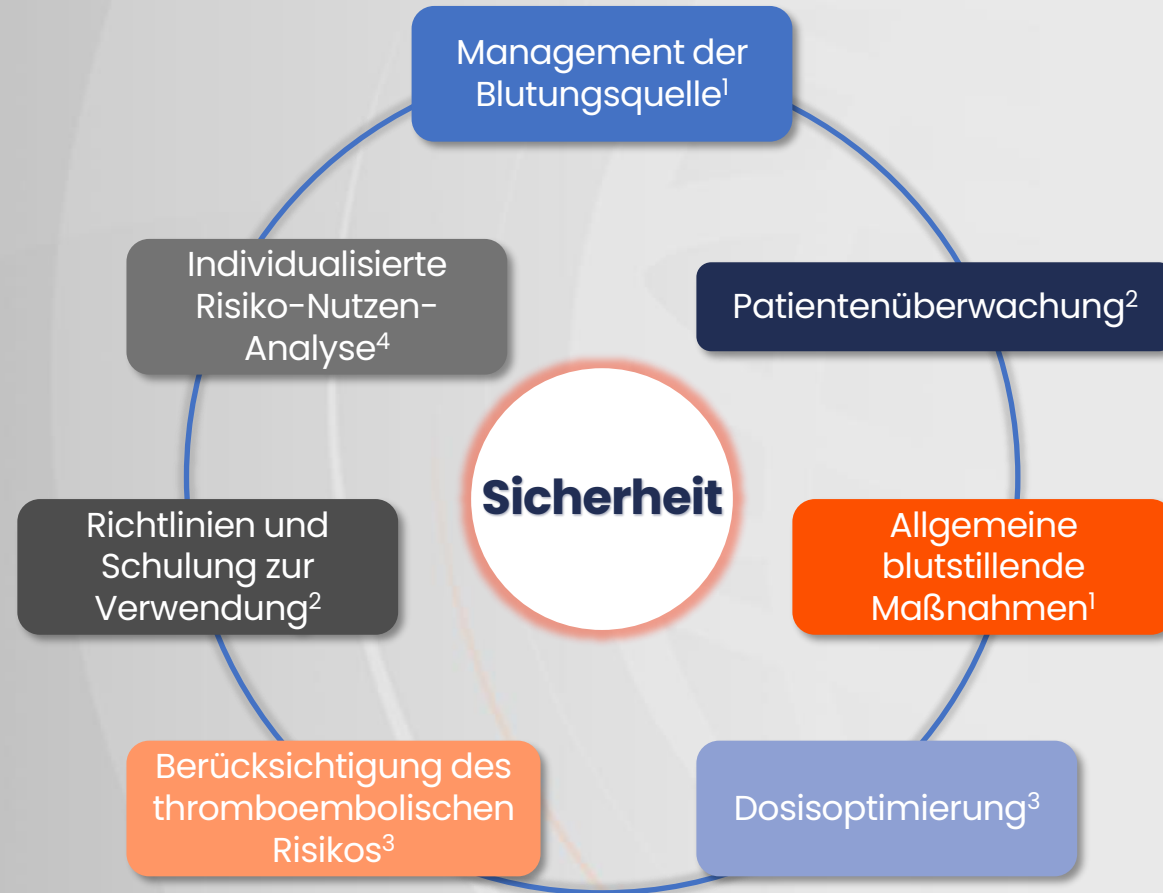 Management der
Blutungsquelle¹
Individualisierte
Risiko-Nutzen-
Analyse⁴
Patientenüberwachung²
Sicherheit
Richtlinien und
Schulung zur
Verwendung²
Allgemeine
blutstillende
Maßnahmen¹
Berücksichtigung des
thromboembolischen
Risikos³
Dosisoptimierung³